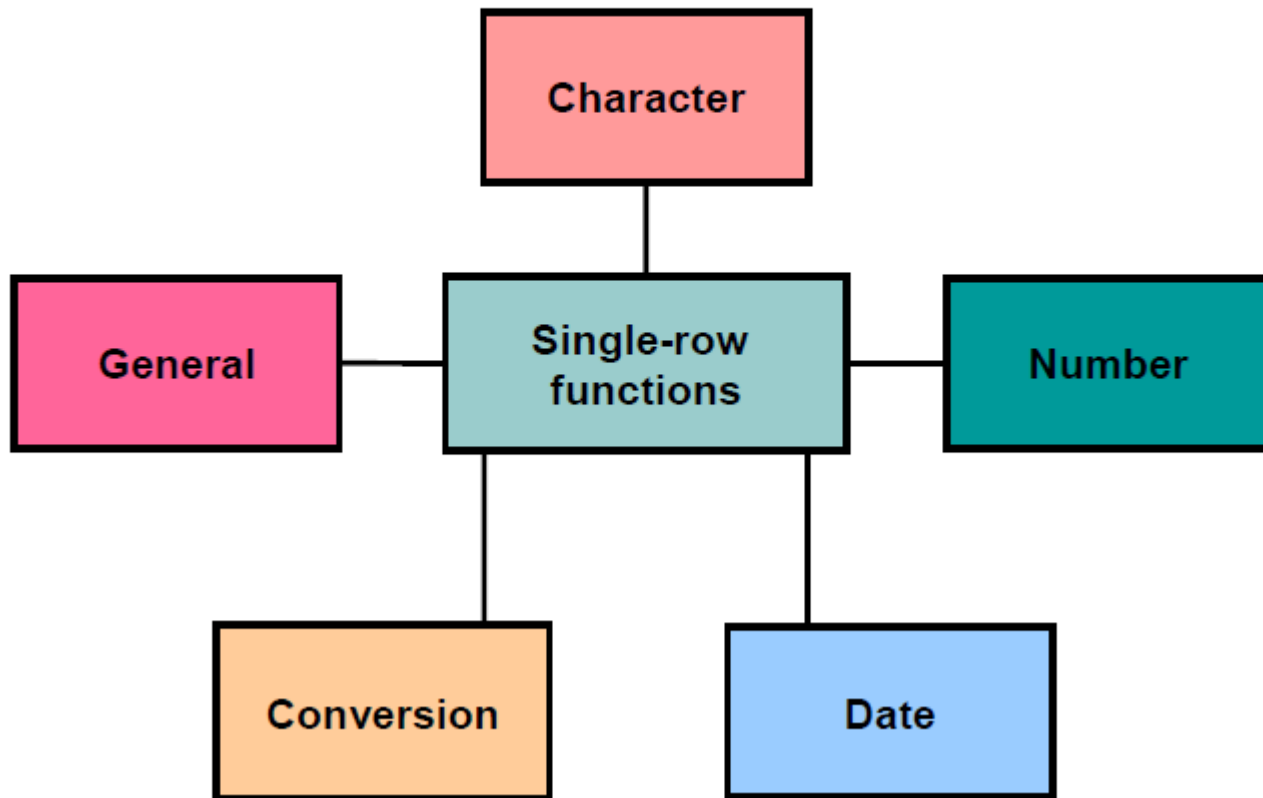 Character
General
Single-row
functions
Number
Conversion
Date